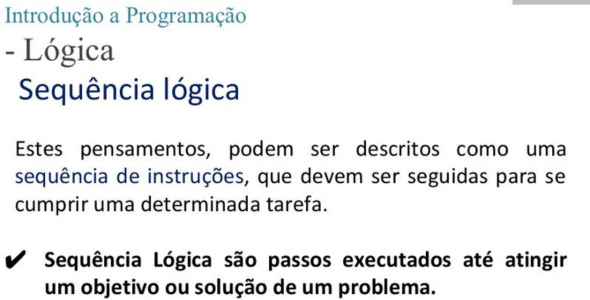 Introdução a Programação
- Lógica
Sequência lógica
Estes pensamentos, podem ser descritos como uma
sequência de instruções, que devem ser seguidas para se
cumprir uma determinada tarefa.
✔ Sequência Lógica são passos executados até atingir
um objetivo ou solução de um problema.